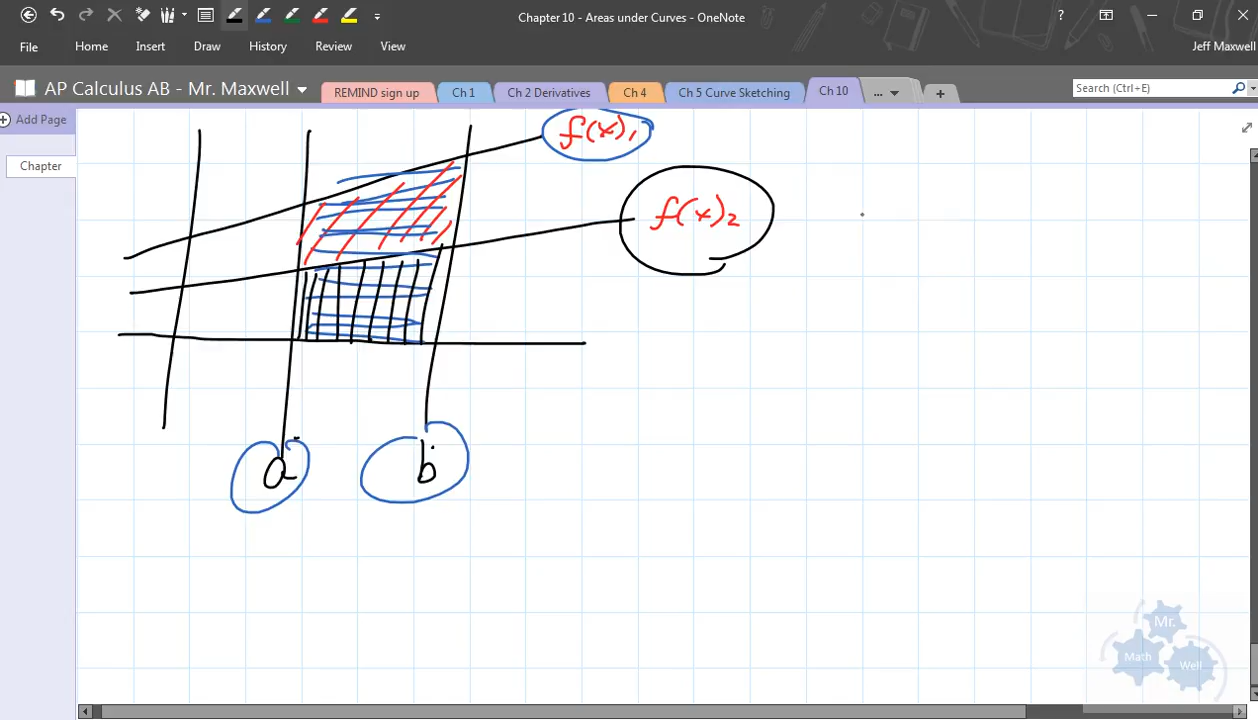 Chapter 10 - Areas under Curves - OneNote
?
File
Home
Insert
Draw
History
Review
View
Jeff Maxwell
AP Calculus AB - Mr. Maxwell
REMIND sign up
Ch 1
Ch 2 Derivatives
Ch 4
Ch 5 Curve Sketching
Ch 10
...
+
Search (Ctrl+E)
Add Page
Chapter
f(x)₁
f(x)₂
a
b
Mr.
Math
Well